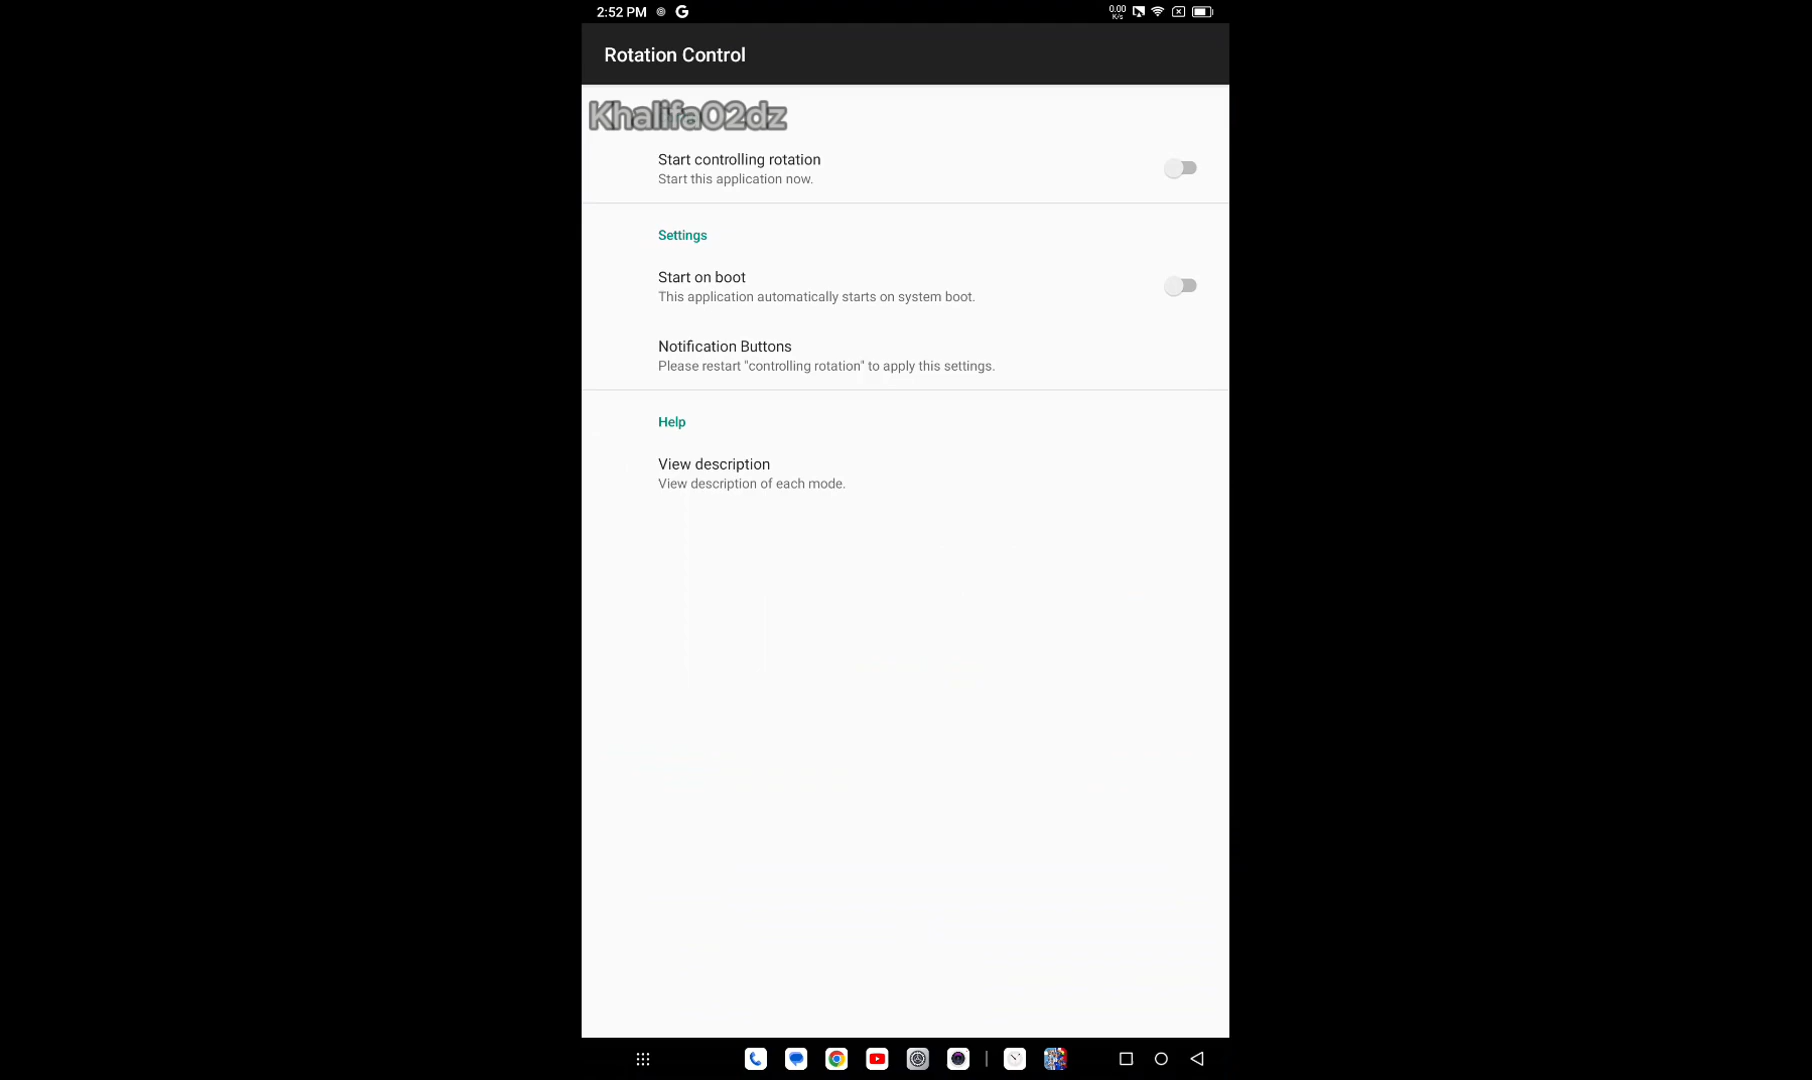 2:52 PM
0.00
K/s
Rotation Control
Khalifa02dz
Start controlling rotation
Start this application now.
Settings
Start on boot
This application automatically starts on system boot.
Notification Buttons
Please restart "controlling rotation" to apply this settings.
Help
View description
View description of each mode.